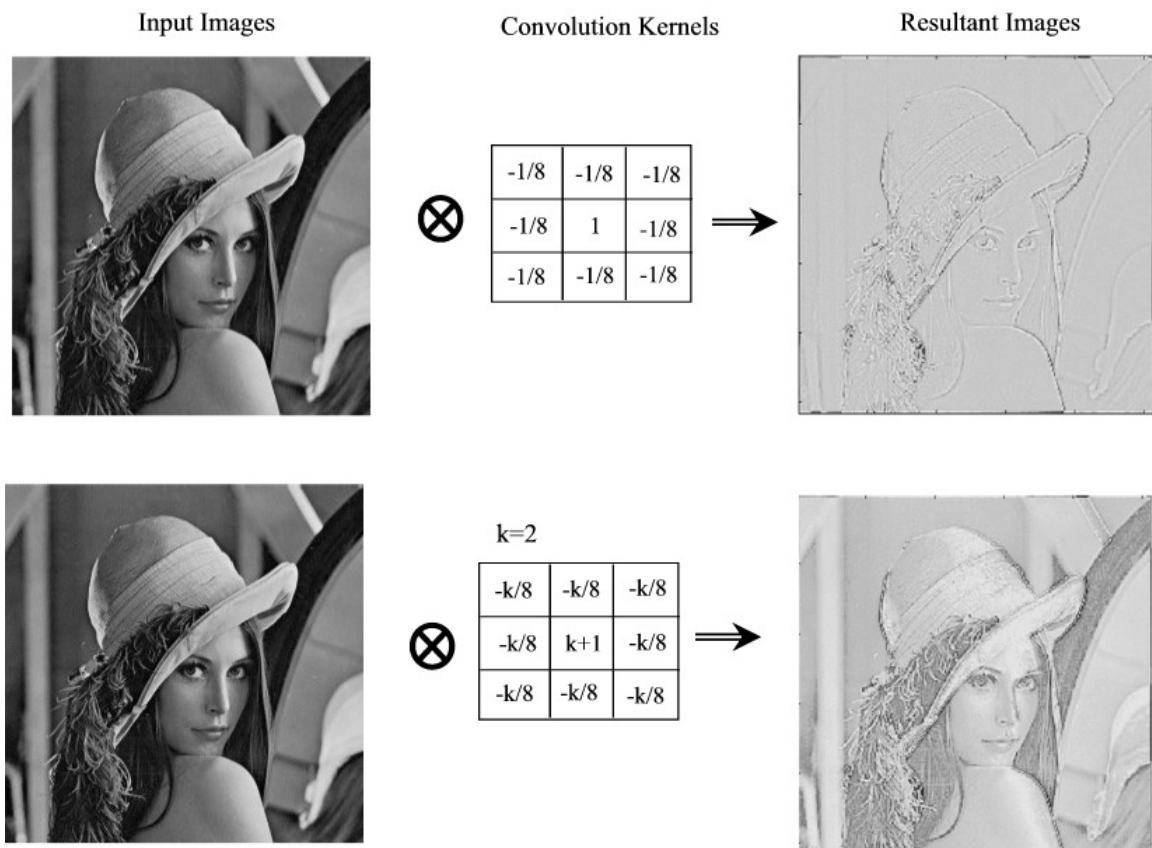 Input Images Convolution Kernels Resultant Images
-1/8 -1/8 -1/8
-1/8 1 -1/8
-1/8 -1/8 -1/8
k=2
-k/8 -k/8 -k/8
-k/8 k+1 -k/8
-k/8 -k/8 -k/8